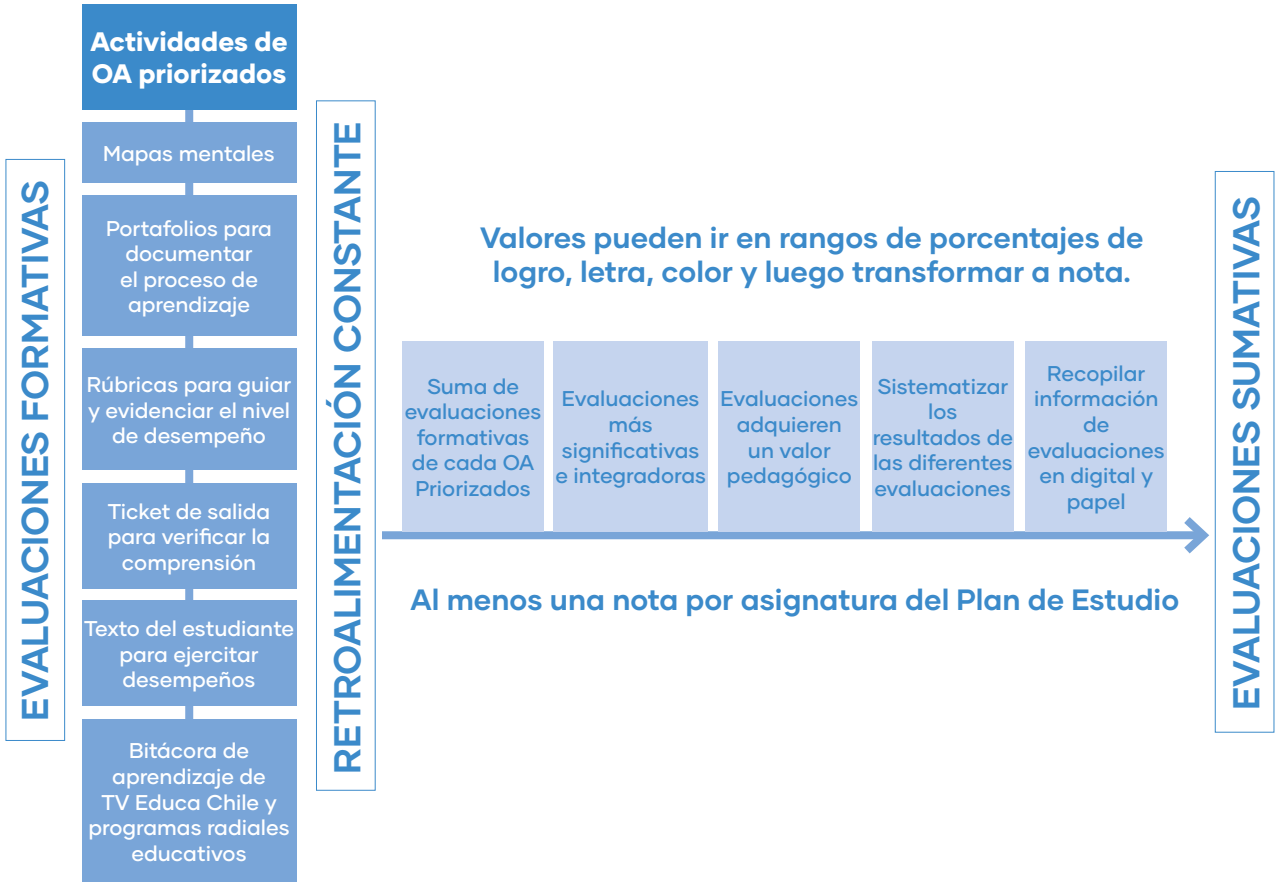 EVALUACIONES FORMATIVAS
Actividades de
OA priorizados
Mapas mentales
Portafolios para
documentar
el proceso de
aprendizaje
Rúbricas para guiar
y evidenciar el nivel
de desempeño
Ticket de salida
para verificar la
comprensión
Texto del estudiante
para ejercitar
desempeños
Bitácora de
aprendizaje de
TV Educa Chile y
programas radiales
educativos
RETROALIMENTACIÓN CONSTANTE
Valores pueden ir en rangos de porcentajes de
logro, letra, color y luego transformar a nota.
Suma de
evaluaciones
formativas
de cada OA
Priorizados
Evaluaciones
más
significativas
e integradoras
Evaluaciones
adquieren
un valor
pedagógico
Sistematizar
los
resultados de
las diferentes
evaluaciones
Recopilar
información
de
evaluaciones
en digital y
papel
Al menos una nota por asignatura del Plan de Estudio
EVALUACIONES SUMATIVAS